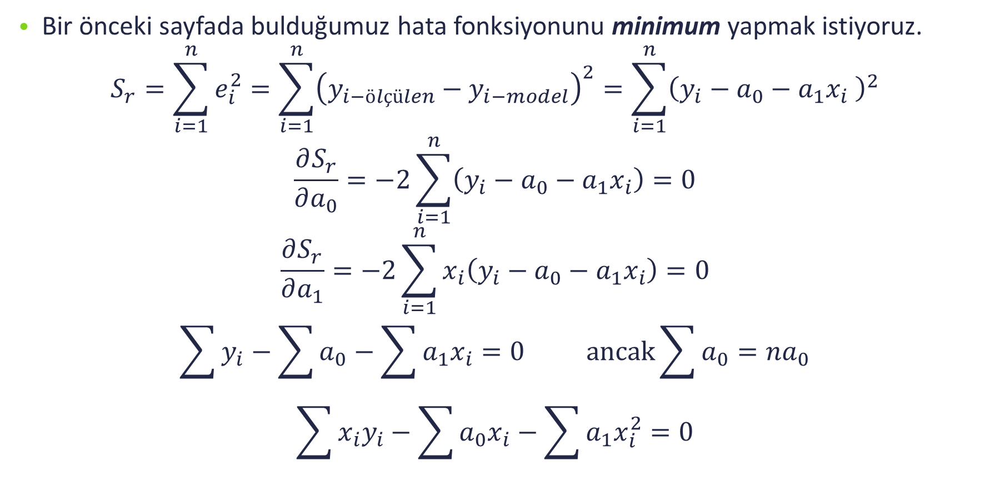 • Bir önceki sayfada bulduğumuz hata fonksiyonunu minimum yapmak istiyoruz.
$S_r = \sum_{i=1}^{n} e_i^2 = \sum_{i=1}^{n} \left(y_{i-ölçülen} - y_{i-model}\right)^2 = \sum_{i=1}^{n} (y_i - a_0 - a_1 x_i)^2$
$\frac{\partial S_r}{\partial a_0} = -2 \sum_{i=1}^{n} (y_i - a_0 - a_1 x_i) = 0$
$\frac{\partial S_r}{\partial a_1} = -2 \sum_{i=1}^{n} x_i (y_i - a_0 - a_1 x_i) = 0$
$\sum y_i - \sum a_0 - \sum a_1 x_i = 0$ ancak $\sum a_0 = n a_0$
$\sum x_i y_i - \sum a_0 x_i - \sum a_1 x_i^2 = 0$